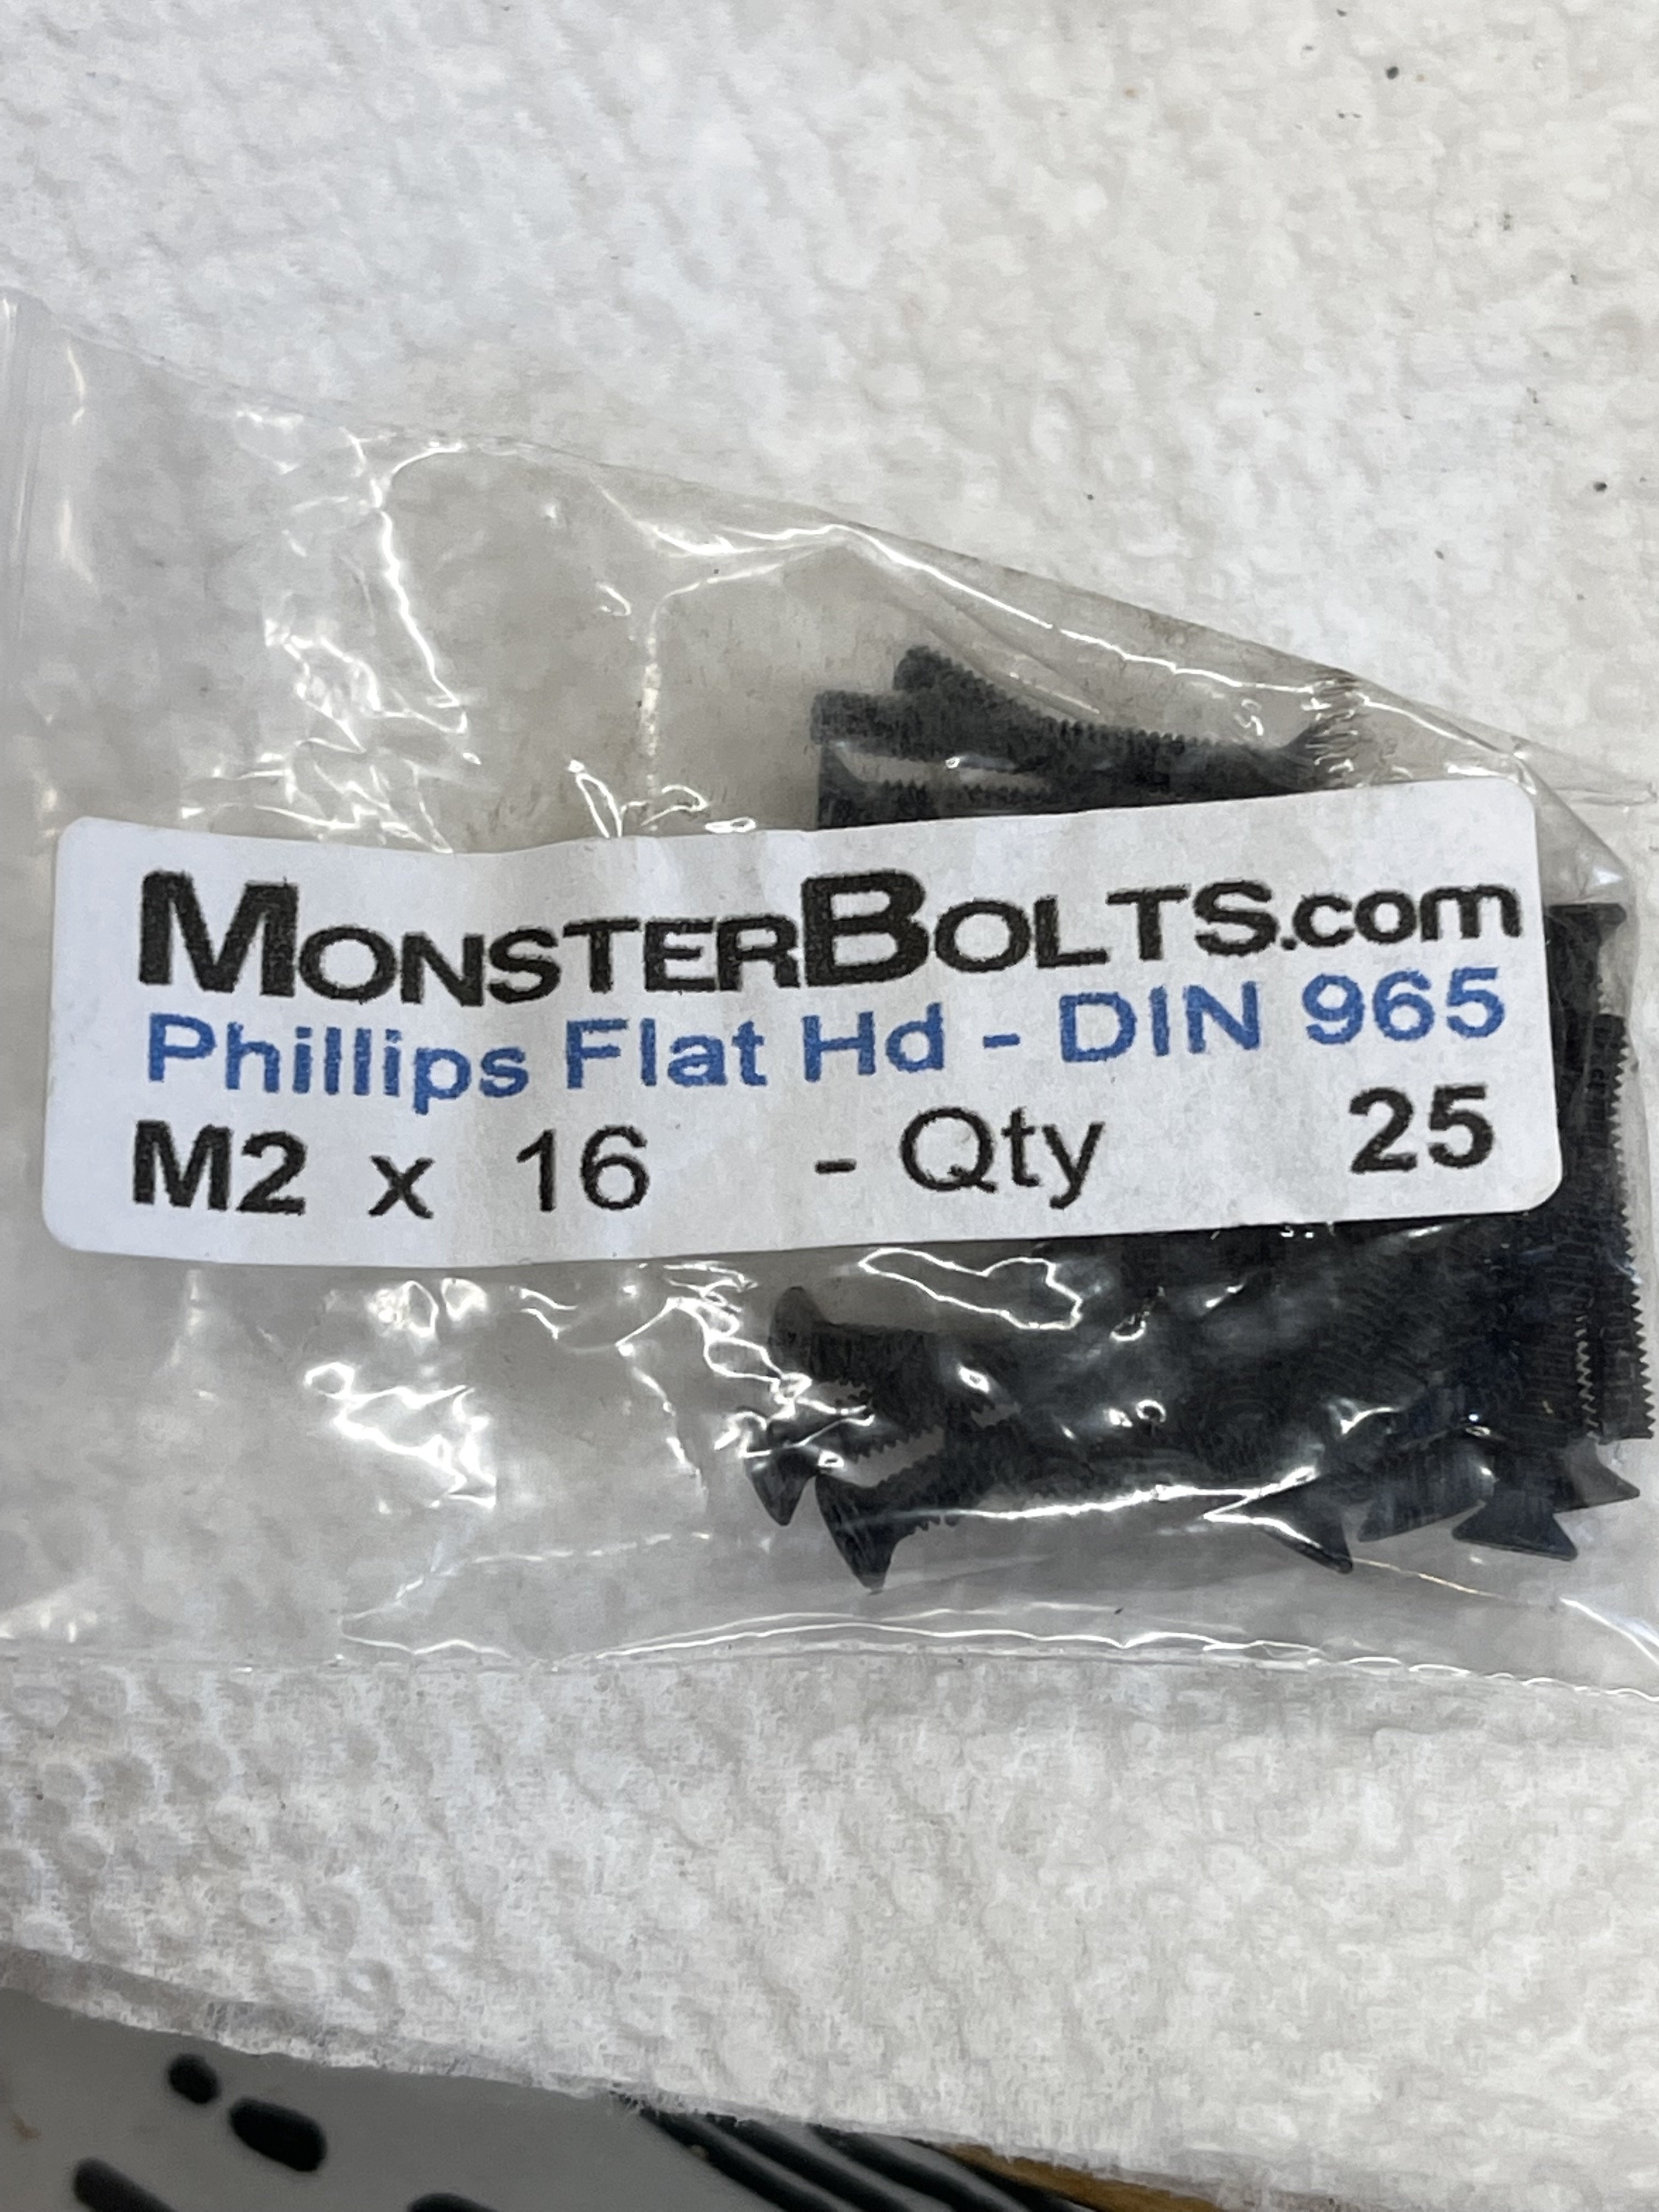 MONSTERBOLTS.com
Phillips Flat Hd - DIN 965
M2 x 16 - Qty 25